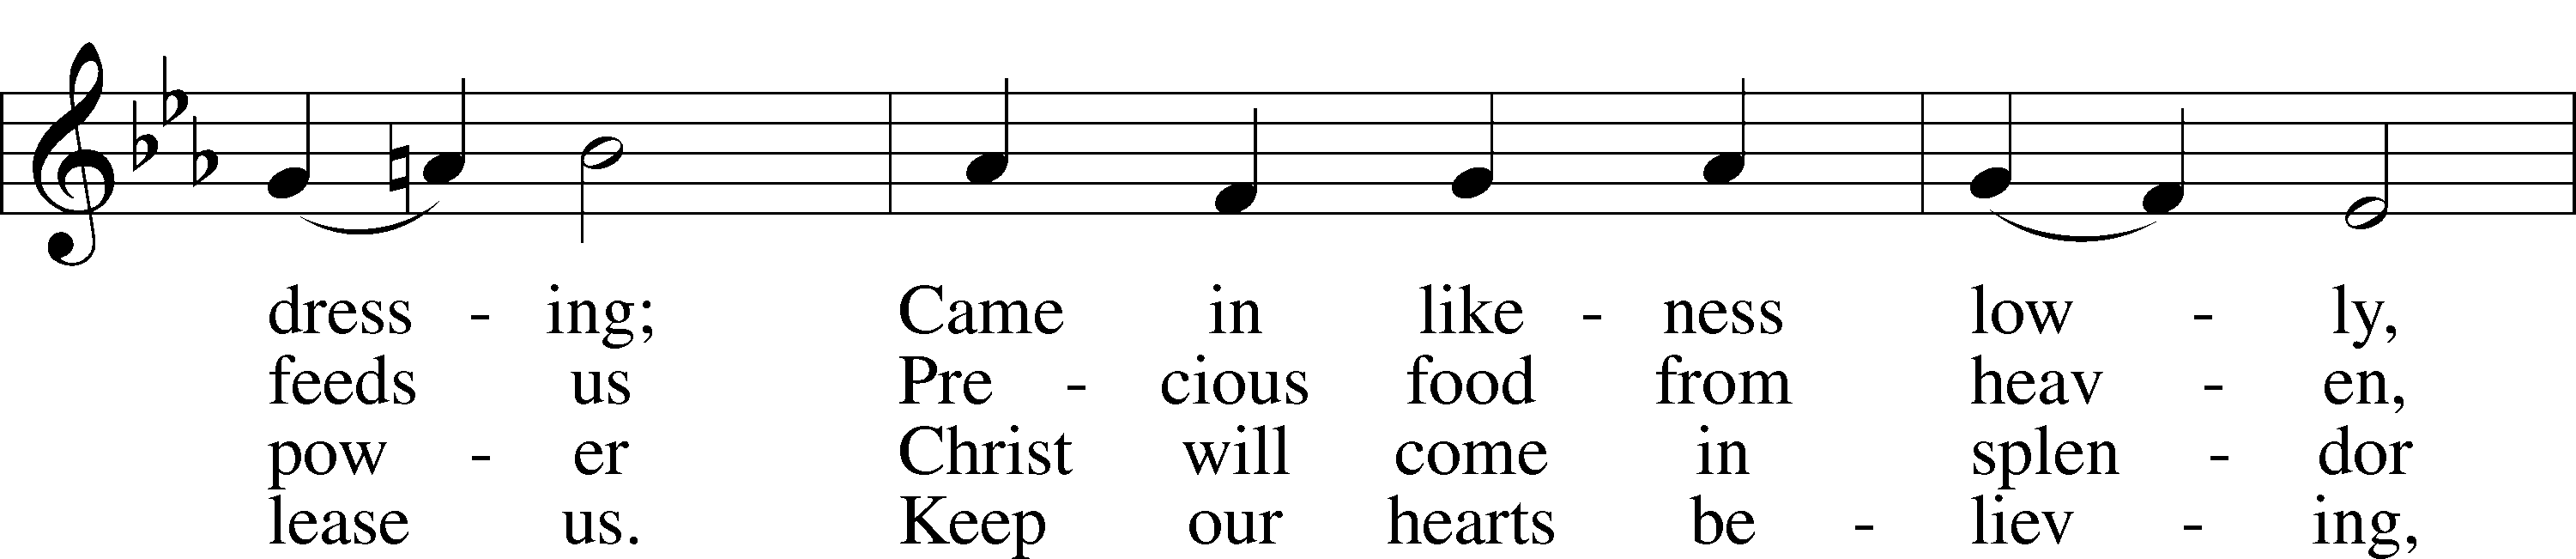 dress - ing; Came in like - ness low - ly,
feeds us Pre - cious food from heav - en,
pow - er Christ will come in splen - dor
lease us. Keep our hearts be - liev - ing,